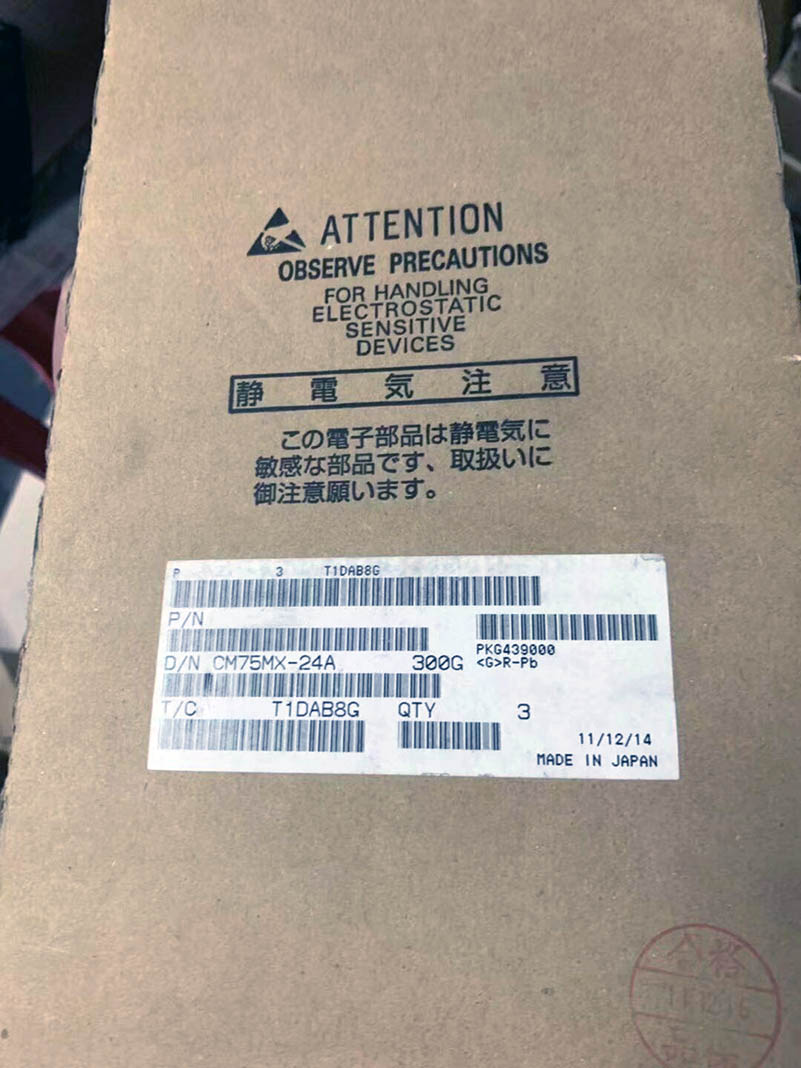 ATTENTION
OBSERVE PRECAUTIONS
FOR HANDLING
ELECTROSTATIC
SENSITIVE
DEVICES
静電気注意
この電子部品は静電気に
敏感な部品です、取扱いに
御注意願います。
P 3 T1DAB8G
P/N
PKG439000
D/N CM75MX-24A 300G <G>R-Pb
T/C T1DAB8G QTY 3
11/12/14
MADE IN JAPAN
合格